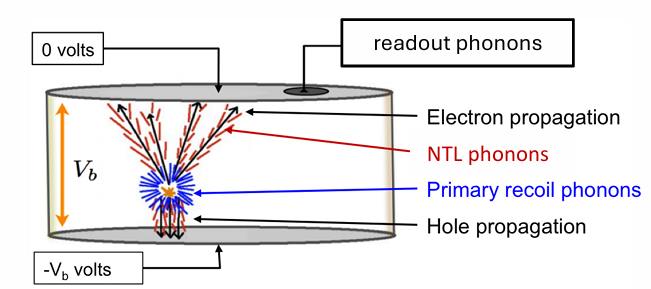 0 volts
readout phonons
Electron propagation
V_b
NTL phonons
Primary recoil phonons
Hole propagation
-V_b volts